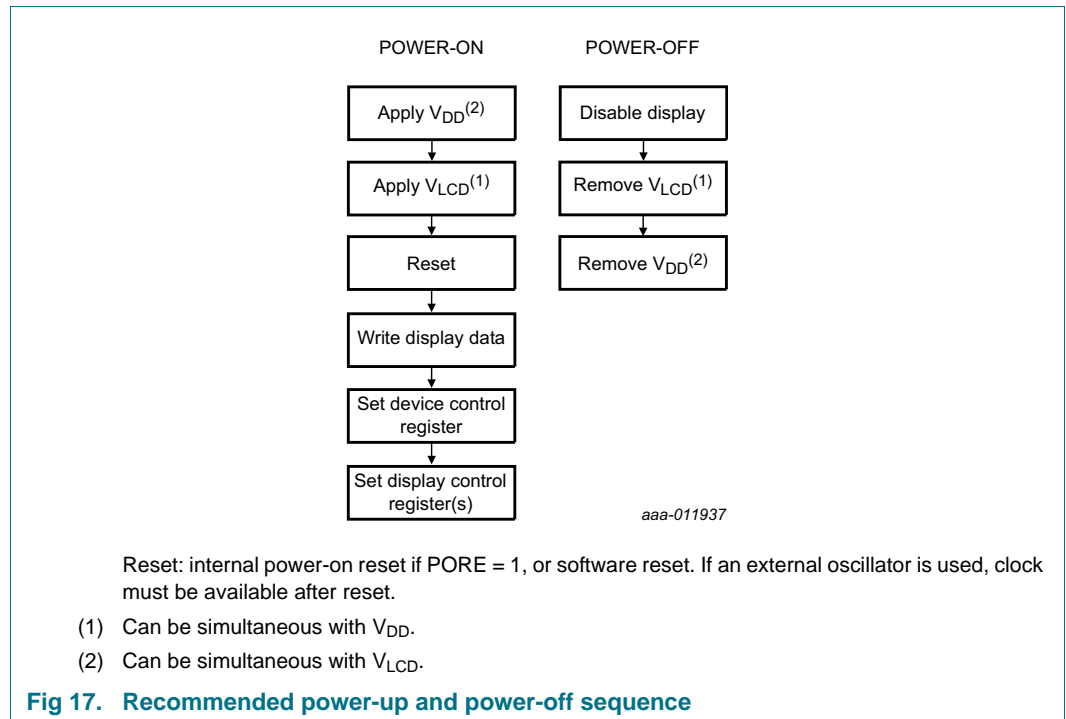 POWER-ON
POWER-OFF
Apply VDD(2)
Disable display
Apply VLCD(1)
Remove VLCD(1)
Reset
Remove VDD(2)
Write display data
Set device control
register
Set display control
register(s)
aaa-011937
Reset: internal power-on reset if PORE = 1, or software reset. If an external oscillator is used, clock
must be available after reset.
(1) Can be simultaneous with VDD.
(2) Can be simultaneous with VLCD.
Fig 17. Recommended power-up and power-off sequence